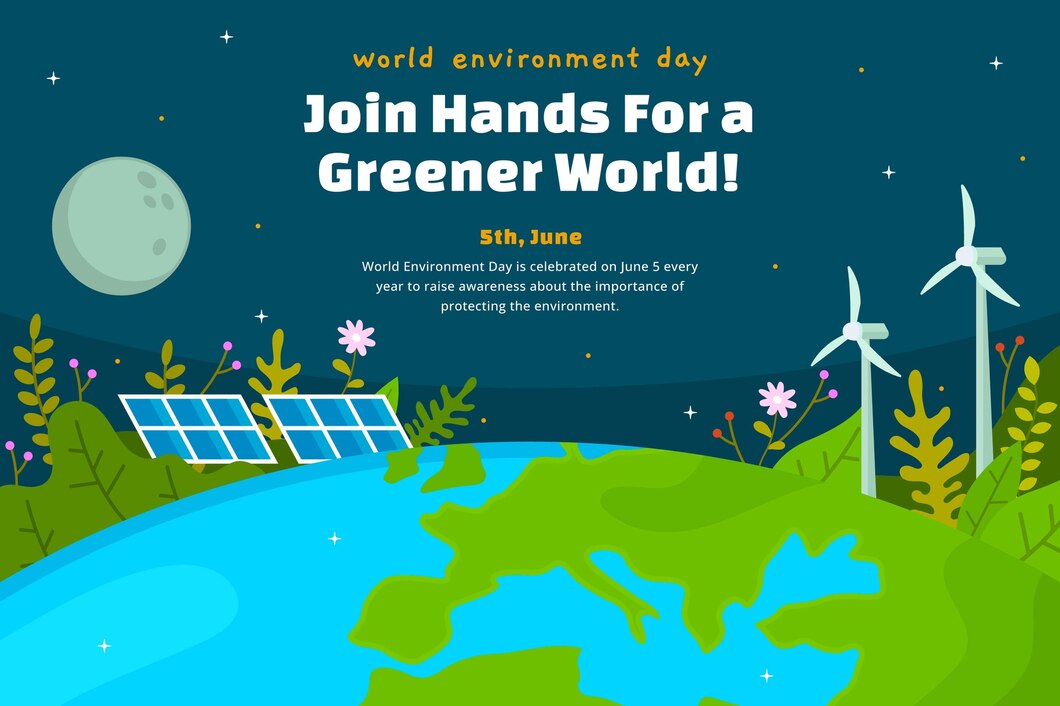 world environment day
Join Hands For a
Greener World!
5th, June
World Environment Day is celebrated on June 5 every
year to raise awareness about the importance of
protecting the environment.